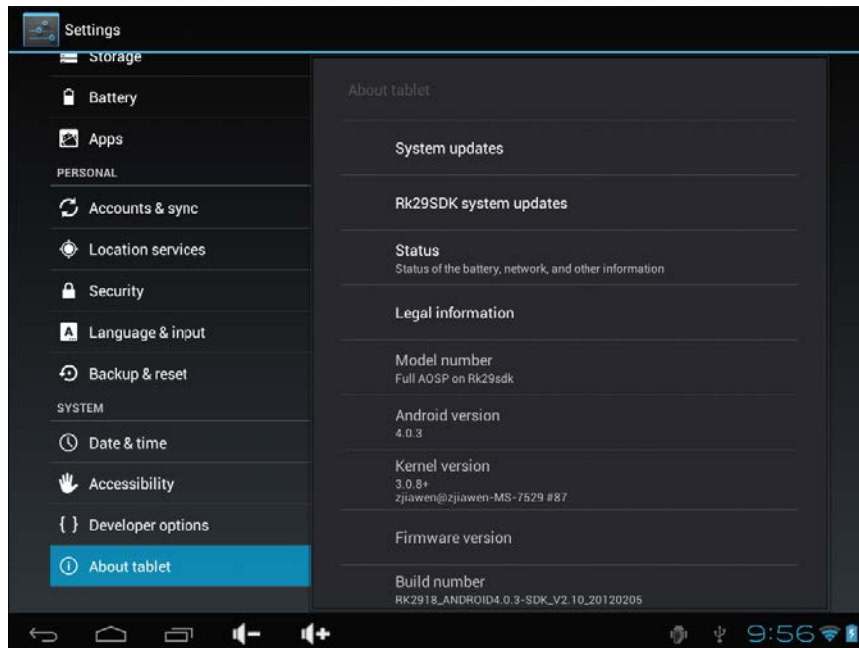 Settings
Storage
Battery
Apps
PERSONAL
Accounts & sync
Location services
Security
Language & input
Backup & reset
SYSTEM
Date & time
Accessibility
{ } Developer options
About tablet
About tablet
System updates
Rk29SDK system updates
Status
Status of the battery, network, and other information
Legal information
Model number
Full AOSP on Rk29sdk
Android version
4.0.3
Kernel version
3.0.8+
zjiawen@zjiawen-MS-7529 #87
Firmware version
Build number
RK2918_ANDROID4.0.3-SDK_V2.10_20120205
9:56